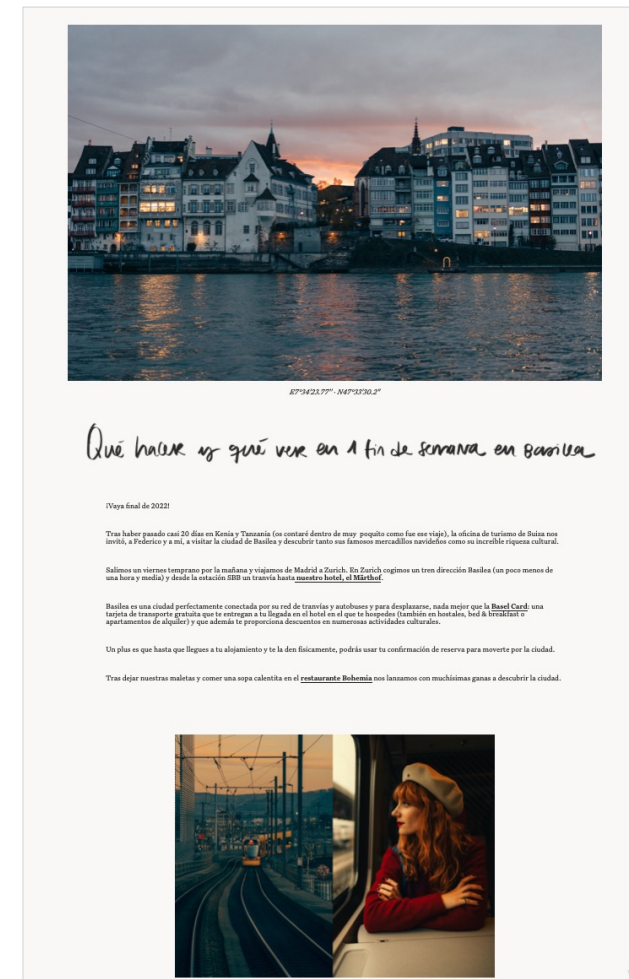 E7°34'23.77" · N47°33'30.2"
Qué hacer y qué ver en 1 fin de semana en Basilea
¡Vaya final de 2022!
Tras haber pasado casi 20 días en Kenia y Tanzania (os contaré dentro de muy poquito como fue ese viaje), la oficina de turismo de Suiza nos
invitó, a Federico y a mí, a visitar la ciudad de Basilea y descubrir tanto sus famosos mercadillos navideños como su increíble riqueza cultural.
Salimos un viernes temprano por la mañana y viajamos de Madrid a Zurich. En Zurich cogimos un tren dirección Basilea (un poco menos de
una hora y media) y desde la estación SBB un tranvía hasta nuestro hotel, el Märthof.
Basilea es una ciudad perfectamente conectada por su red de tranvías y autobuses y para desplazarse, nada mejor que la Basel Card: una
tarjeta de transporte gratuita que te entregan a tu llegada en el hotel en el que te hospedes (también en hostales, bed & breakfast o
apartamentos de alquiler) y que además te proporciona descuentos en numerosas actividades culturales.
Un plus es que hasta que llegues a tu alojamiento y te la den físicamente, podrás usar tu confirmación de reserva para moverte por la ciudad.
Tras dejar nuestras maletas y comer una sopa calentita en el restaurante Bohemia nos lanzamos con muchísimas ganas a descubrir la ciudad.